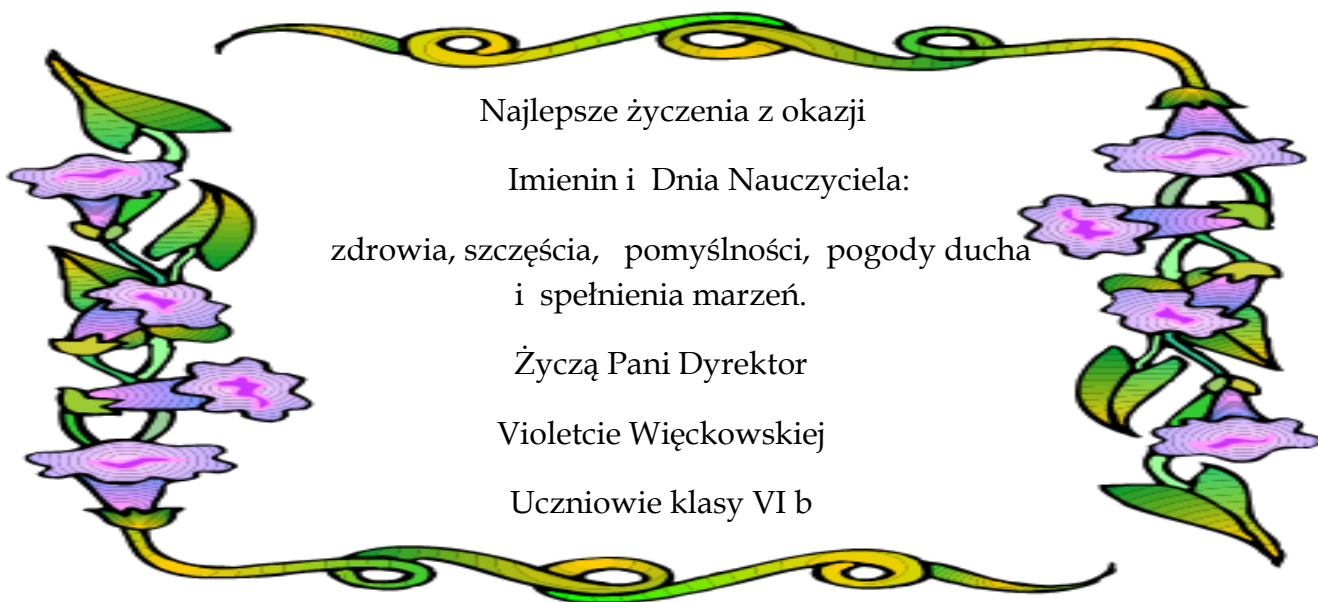 Najlepsze życzenia z okazji
Imienin i Dnia Nauczyciela:
zdrowia, szczęścia, pomyślności, pogody ducha
i spełnienia marzeń.
Życzą Pani Dyrektor
Violetcie Więckowskiej
Uczniowie klasy VI b